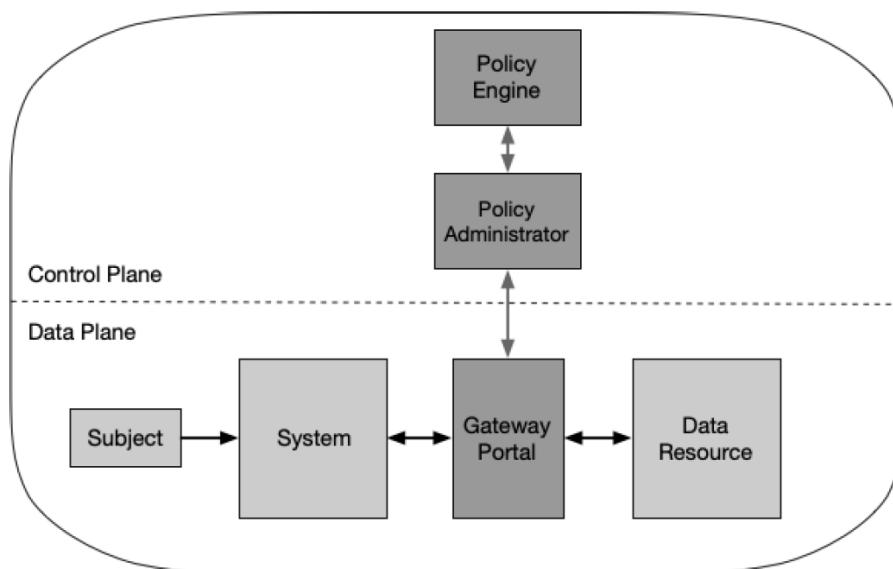 Policy
Engine
Policy
Administrator
Control Plane
Data Plane
Subject
System
Gateway
Portal
Data
Resource